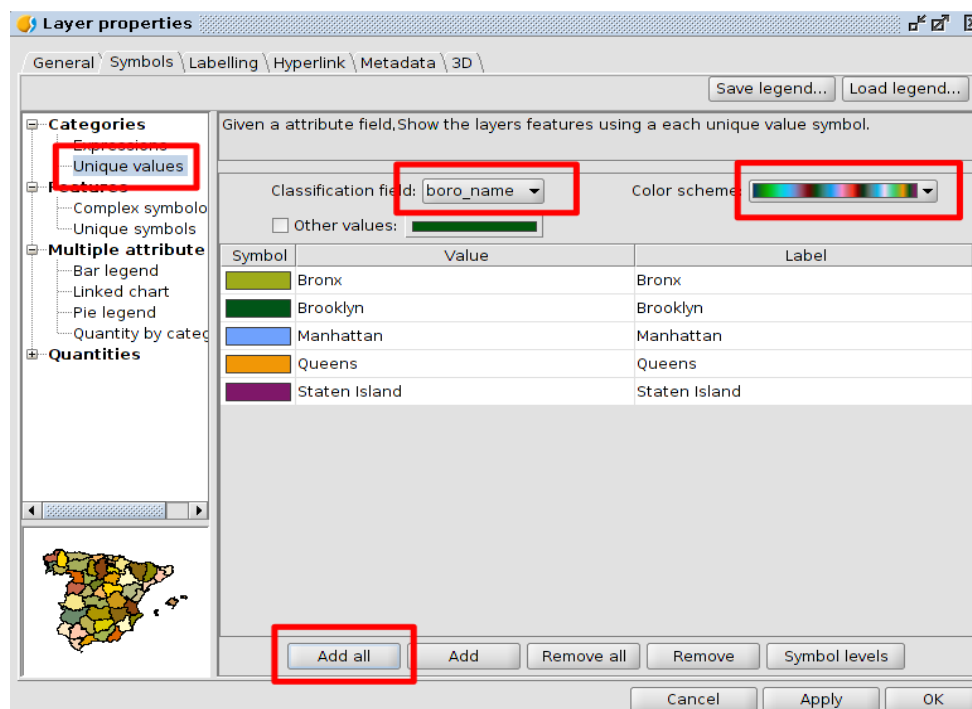 Layer properties
General Symbols Labelling Hyperlink Metadata 3D
Save legend... Load legend...
Categories
Expressions
Unique values
Features
Complex symbolo
Unique symbols
Multiple attribute
Bar legend
Linked chart
Pie legend
Quantity by categ
Quantities
Given a attribute field,Show the layers features using a each unique value symbol.
Classification field: boro_name Color scheme:
Other values:
Symbol Value Label
Bronx Bronx
Brooklyn Brooklyn
Manhattan Manhattan
Queens Queens
Staten Island Staten Island
Add all Add Remove all Remove Symbol levels
Cancel Apply OK